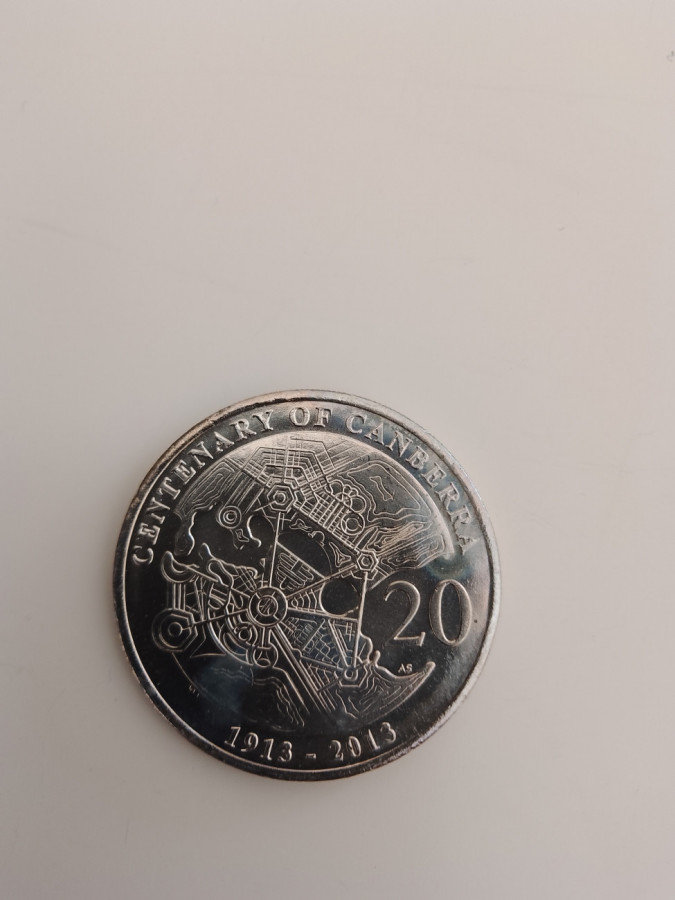 CENTENARY OF CANBERRA
20
AS
1913 - 2013